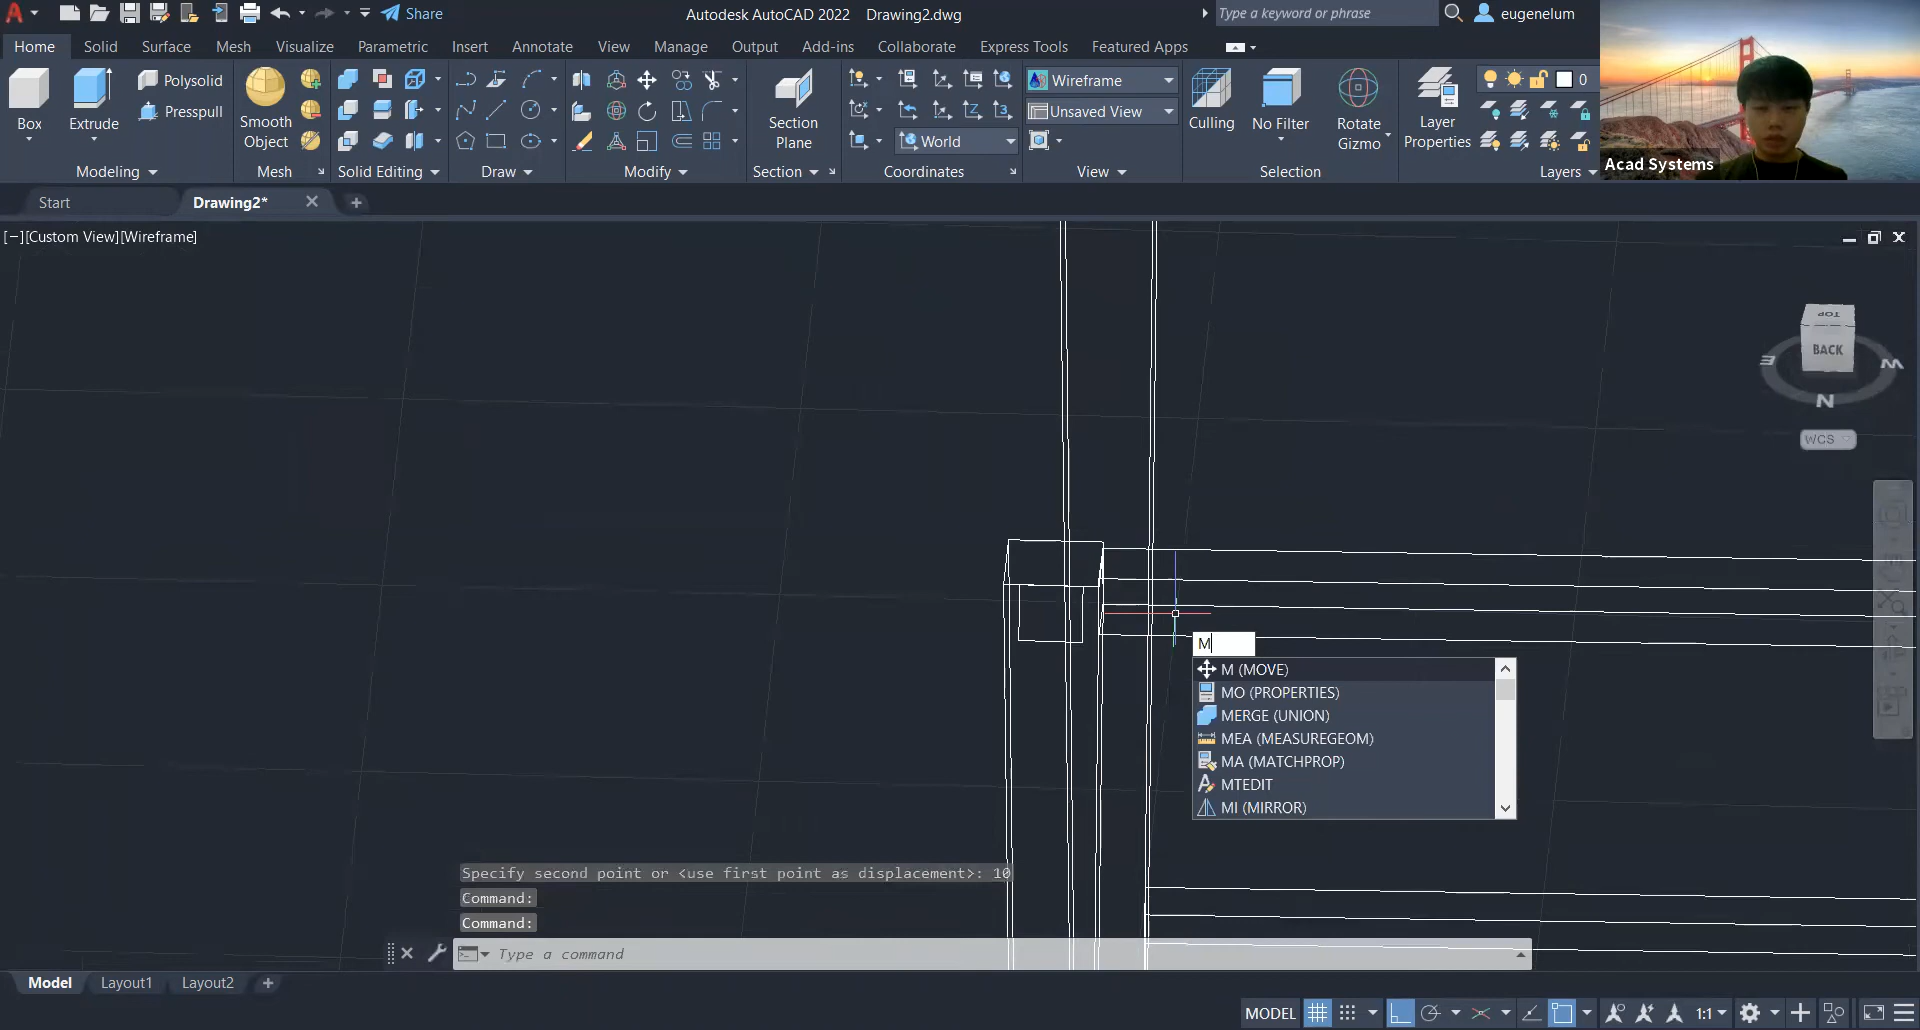 Share
Autodesk AutoCAD 2022 Drawing2.dwg
Type a keyword or phrase
eugenelum
Home Solid Surface Mesh Visualize Parametric Insert Annotate View Manage Output Add-ins Collaborate Express Tools Featured Apps
Box
Extrude
Polysolid
Presspull
Smooth
Object
Section
Plane
World
Wireframe
Unsaved View
Culling
No Filter
Rotate
Gizmo
Layer
Properties
0
Acad Systems
Modeling Mesh Solid Editing Draw Modify Section Coordinates View Selection Layers
Start Drawing2*
[−][Custom View][Wireframe]
TOP
BACK
E
W
N
WCS
M
M (MOVE)
MO (PROPERTIES)
MERGE (UNION)
MEA (MEASUREGEOM)
MA (MATCHPROP)
MTEDIT
MI (MIRROR)
Specify second point or <use first point as displacement>: 10
Command:
Command:
Type a command
Model Layout1 Layout2
MODEL 1:1